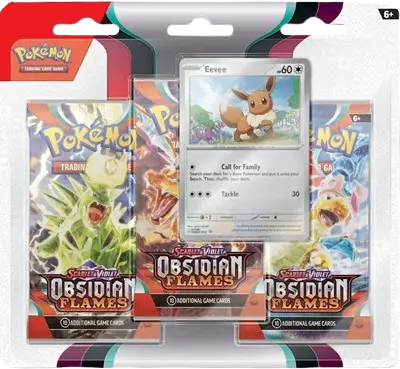 POKÉMON
TRADING CARD GAME
6+
Eevee
HP60
Call for Family
Search your deck for a Basic Pokémon and put it onto your
Bench. Then, shuffle your deck.
Tackle 30
Pokémon
TRADING
Pokémon
6+
SCARLET & VIOLET
OBSIDIAN
FLAMES
10 ADDITIONAL GAME CARDS
SCARLET & VIOLET
OBSIDIAN
FLAMES
10 ADDITIONAL GAME CARDS
SCARLET & VIOLET
OBSIDIAN
FLAMES
10 ADDITIONAL GAME CARDS